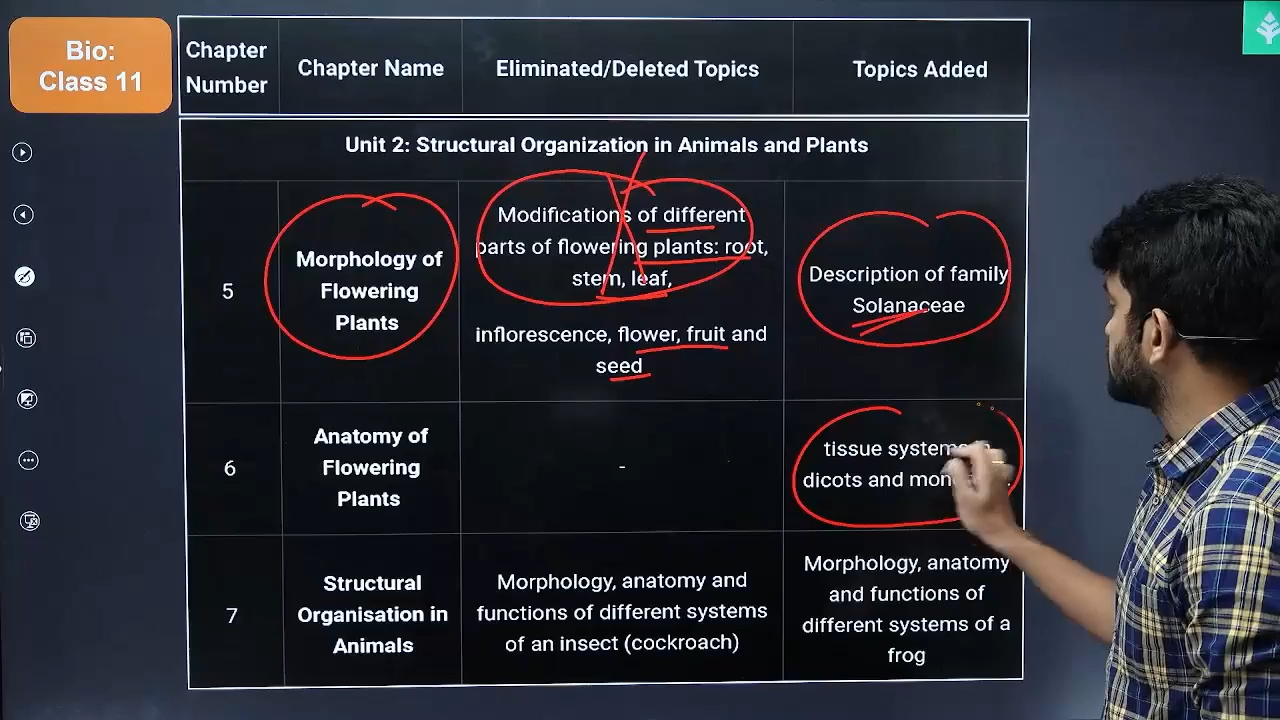 Bio:
Class 11
Chapter
Number
Chapter Name
Eliminated/Deleted Topics
Topics Added
Unit 2: Structural Organization in Animals and Plants
5
Morphology of
Flowering
Plants
Modifications of different
parts of flowering plants: root,
stem, leaf,
inflorescence, flower, fruit and
seed
Description of family
Solanaceae
6
Anatomy of
Flowering
Plants
-
tissue systems
dicots and
7
Structural
Organisation in
Animals
Morphology, anatomy and
functions of different systems
of an insect (cockroach)
Morphology, anatomy
and functions of
different systems of a
frog